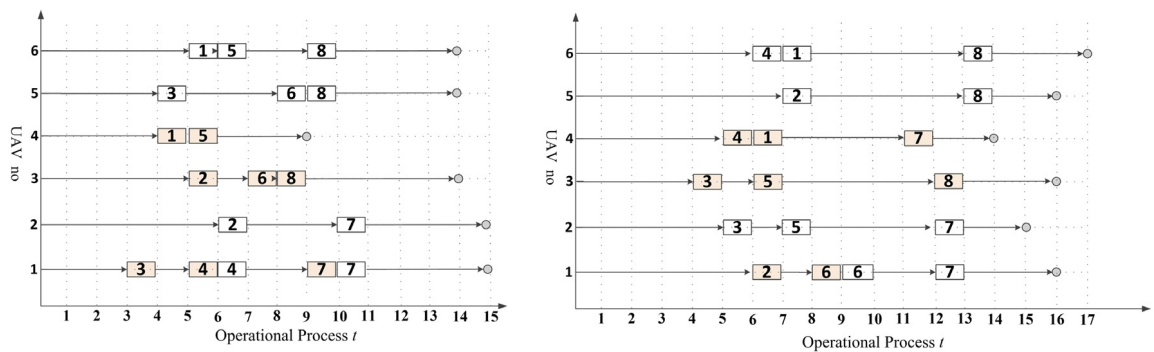 6 1 5 8
5 3 6 8
4 1 5
3 2 6 8
2 2 7
1 3 4 4 7 7
1 2 3 4 5 6 7 8 9 10 11 12 13 14 15
UAV no
Operational Process t
6 4 1 8
5 2 8
4 4 1 7
3 3 5 8
2 3 5 7
1 2 6 6 7
1 2 3 4 5 6 7 8 9 10 11 12 13 14 15 16 17
UAV no
Operational Process t